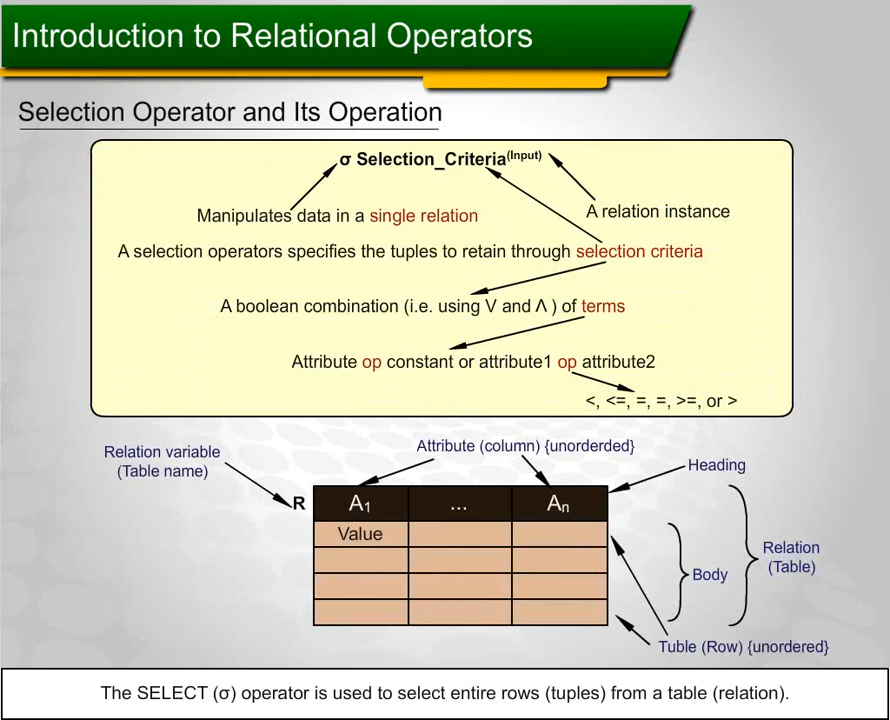 Introduction to Relational Operators
Selection Operator and Its Operation
σ Selection_Criteria(Input)
Manipulates data in a single relation
A relation instance
A selection operators specifies the tuples to retain through selection criteria
A boolean combination (i.e. using V and Λ ) of terms
Attribute op constant or attribute1 op attribute2
<, <=, =, =, >=, or >
Relation variable
(Table name)
Attribute (column) {unorderded}
Heading
R
A1 ... An
Value
Body
Relation
(Table)
Tuble (Row) {unordered}
The SELECT (σ) operator is used to select entire rows (tuples) from a table (relation).